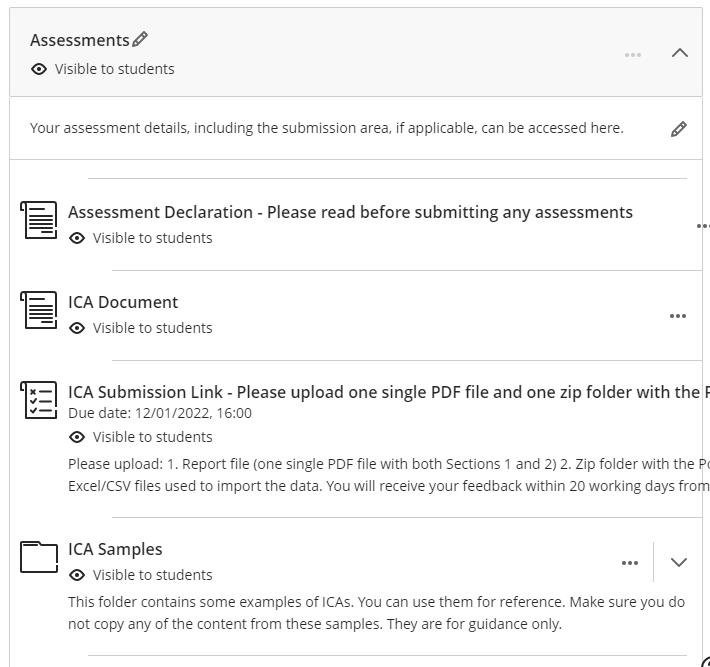 Assessments
Visible to students
Your assessment details, including the submission area, if applicable, can be accessed here.
Assessment Declaration - Please read before submitting any assessments
Visible to students
ICA Document
Visible to students
ICA Submission Link - Please upload one single PDF file and one zip folder with the
Due date: 12/01/2022, 16:00
Visible to students
Please upload: 1. Report file (one single PDF file with both Sections 1 and 2) 2. Zip folder with the
Excel/CSV files used to import the data. You will receive your feedback within 20 working days from
ICA Samples
Visible to students
This folder contains some examples of ICAs. You can use them for reference. Make sure you do
not copy any of the content from these samples. They are for guidance only.